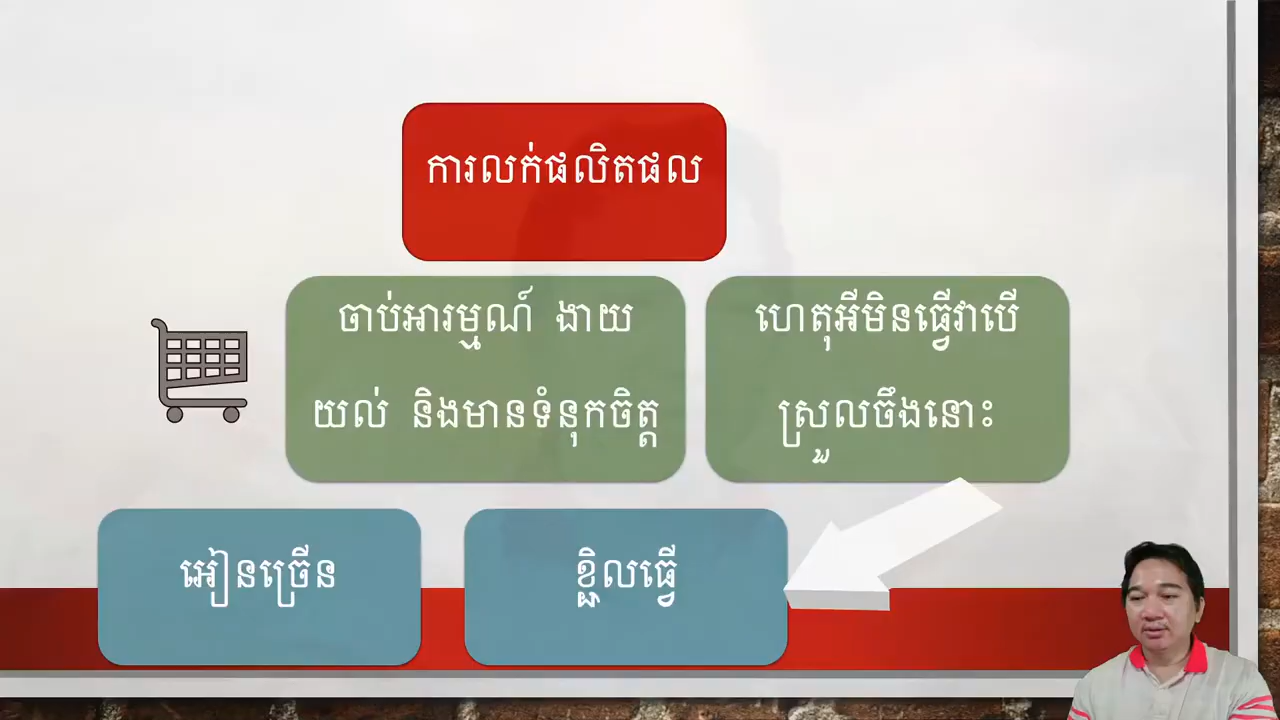 ការលក់ផលិតផល
ចាប់អារម្មណ៍ ងាយ
យល់ និងមានទំនុកចិត្ត
ហេតុអីមិនធ្វើវាបើ
ស្រួលចឹងនោះ
អៀនច្រើន
ខ្ជិលធ្វើ